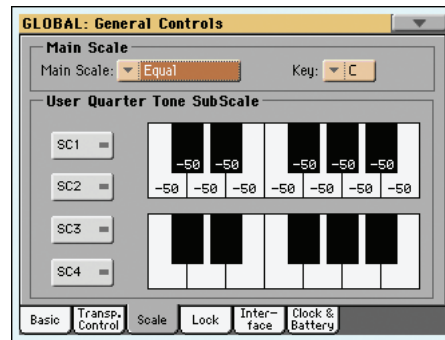 GLOBAL: General Controls
Main Scale
Main Scale: Equal Key: C
User Quarter Tone SubScale
SC1
-50 -50 -50 -50 -50
SC2
-50 -50 -50 -50 -50 -50 -50
SC3
SC4
Basic Transp. Control Scale Lock Inter- face Clock & Battery